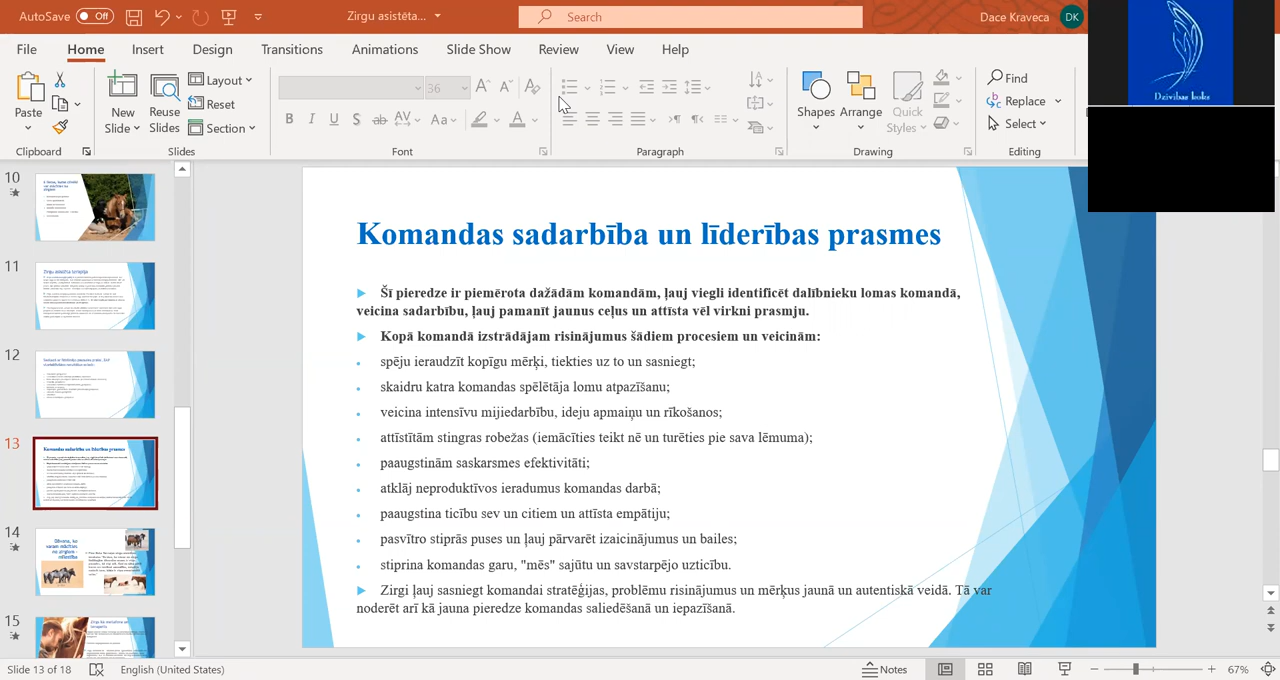 AutoSave Off Zirgu asistēta... Search Dace Kraveca DK
File Home Insert Design Transitions Animations Slide Show Review View Help
Dzīvības koks
Paste
New Slide
Reuse Slides
Layout
Reset
Section
36
B I U S ab AV Aa A
Shapes Arrange Quick Styles
Find
Replace
Select
Clipboard Slides Font Paragraph Drawing Editing
10
11
12
13
14
15
Komandas sadarbība un līderības prasmes
Šī pieredze ir piemērota dažādām komandām, ļauj viegli identificēt dalībnieku lomas komandā,
veicina sadarbību, ļauj pamanīt jaunus ceļus un attīsta vēl virkni prasmju.
Kopā komandā izstrādājam risinājumus šādiem procesiem un veicinām:
spēju ieraudzīt kopīgo mērķi, tiekties uz to un sasniegt;
skaidru katra komandas spēlētāja lomu atpazīšanu;
veicina intensīvu mijiedarbību, ideju apmaiņu un rīkošanos;
attīstītām stingras robežas (iemācīties teikt nē un turēties pie sava lēmuma);
paaugstinām saskarsmes efektivitāti;
atklāj neproduktīvos paradumus komandas darbā;
paaugstina ticību sev un citiem un attīsta empātiju;
pasvītro stiprās puses un ļauj pārvarēt izaicinājumus un bailes;
stiprina komandas garu, "mēs" sajūtu un savstarpējo uzticību.
Zirgi ļauj sasniegt komandai stratēģijas, problēmu risinājumus un mērķus jaunā un autentiskā veidā. Tā var
noderēt arī kā jauna pieredze komandas saliedēšanā un iepazīšanā.
Slide 13 of 18 English (United States) Notes 67%